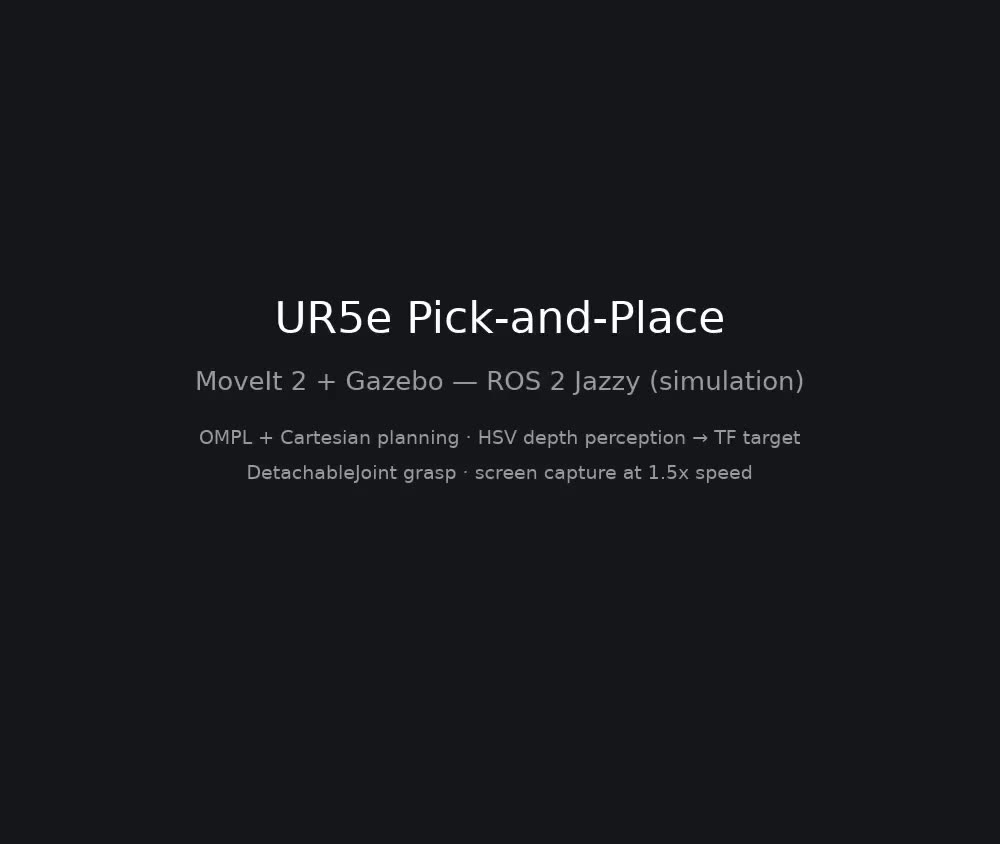 UR5e Pick-and-Place
MoveIt 2 + Gazebo — ROS 2 Jazzy (simulation)
OMPL + Cartesian planning · HSV depth perception → TF target
DetachableJoint grasp · screen capture at 1.5x speed